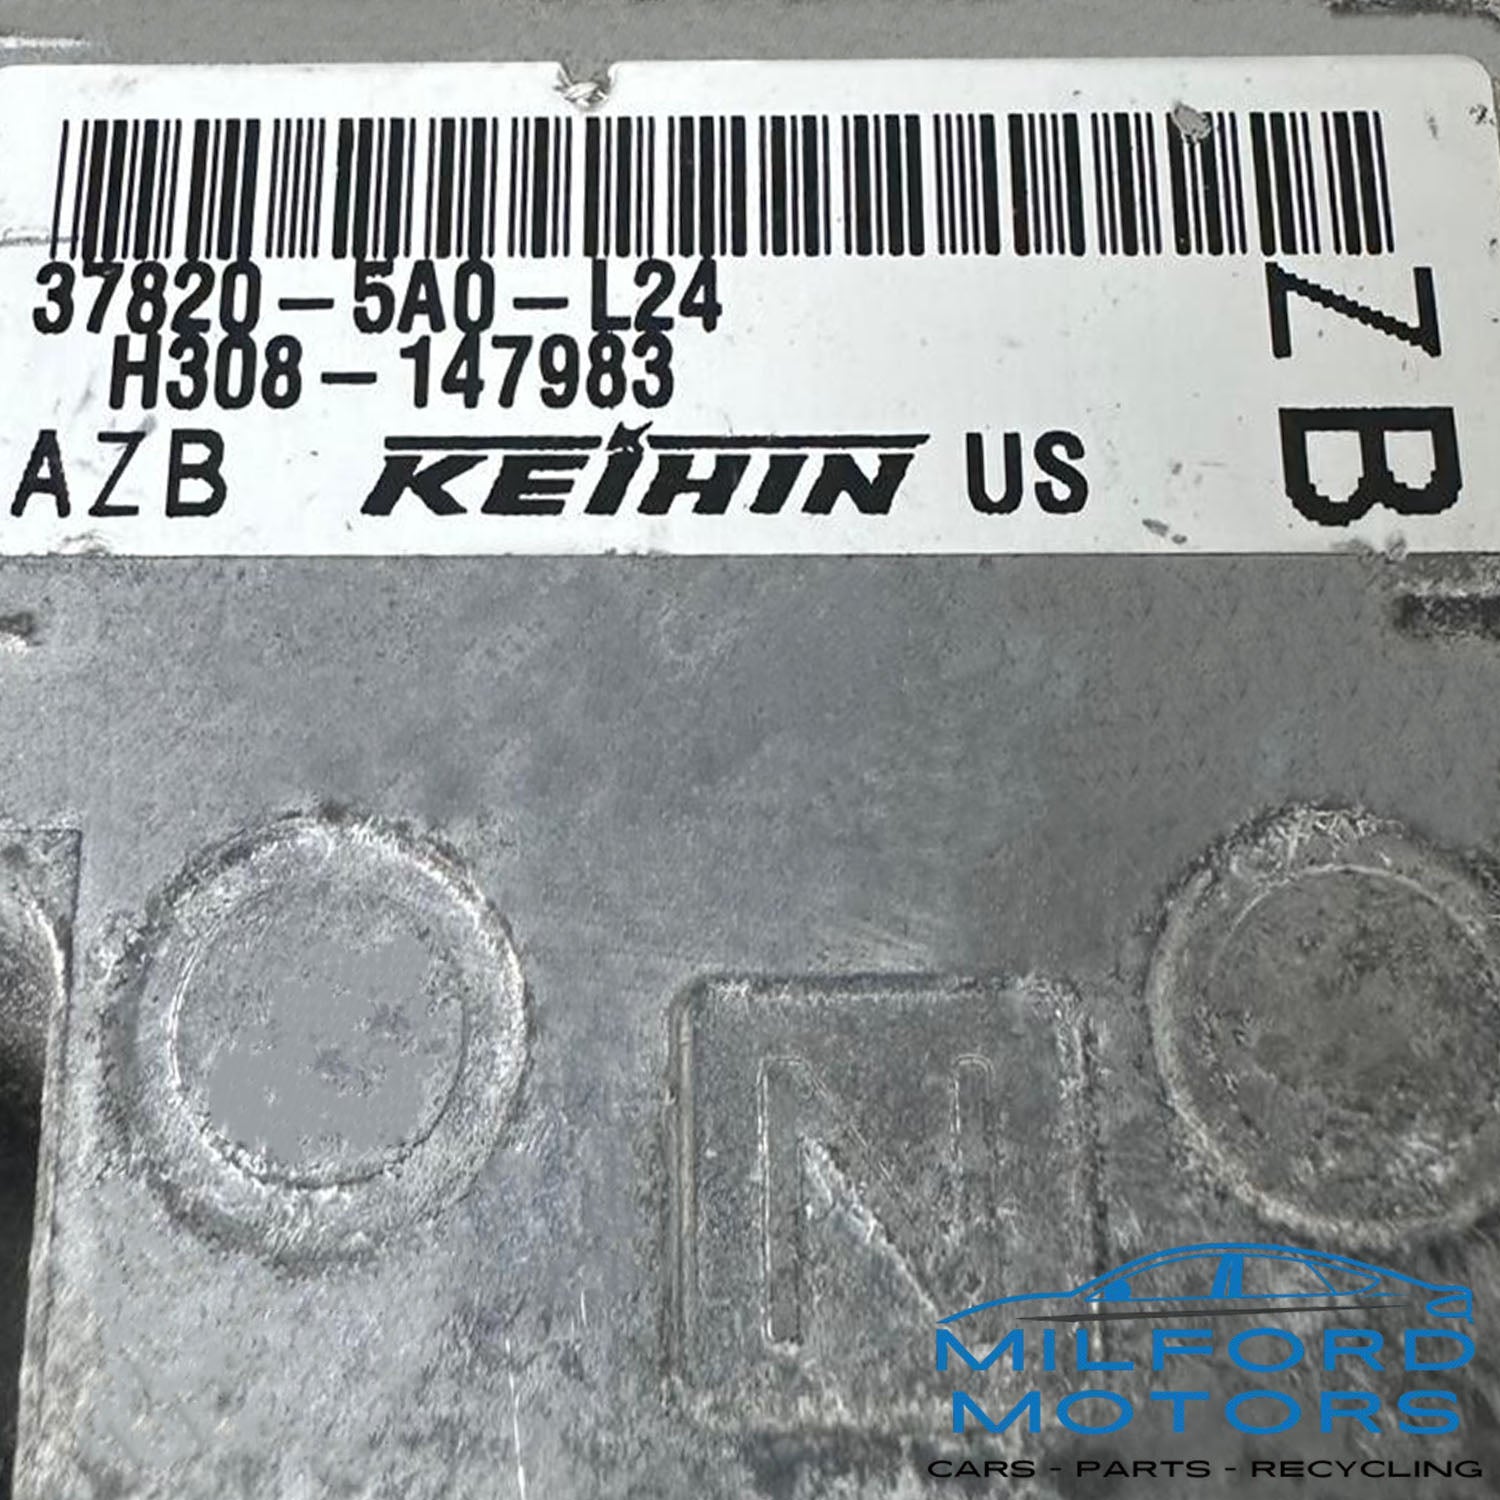 37820-5A0-L24
H308-147983
AZB KEIHIN US
ZB
N
MILFORD
MOTORS
CARS - PARTS - RECYCLING